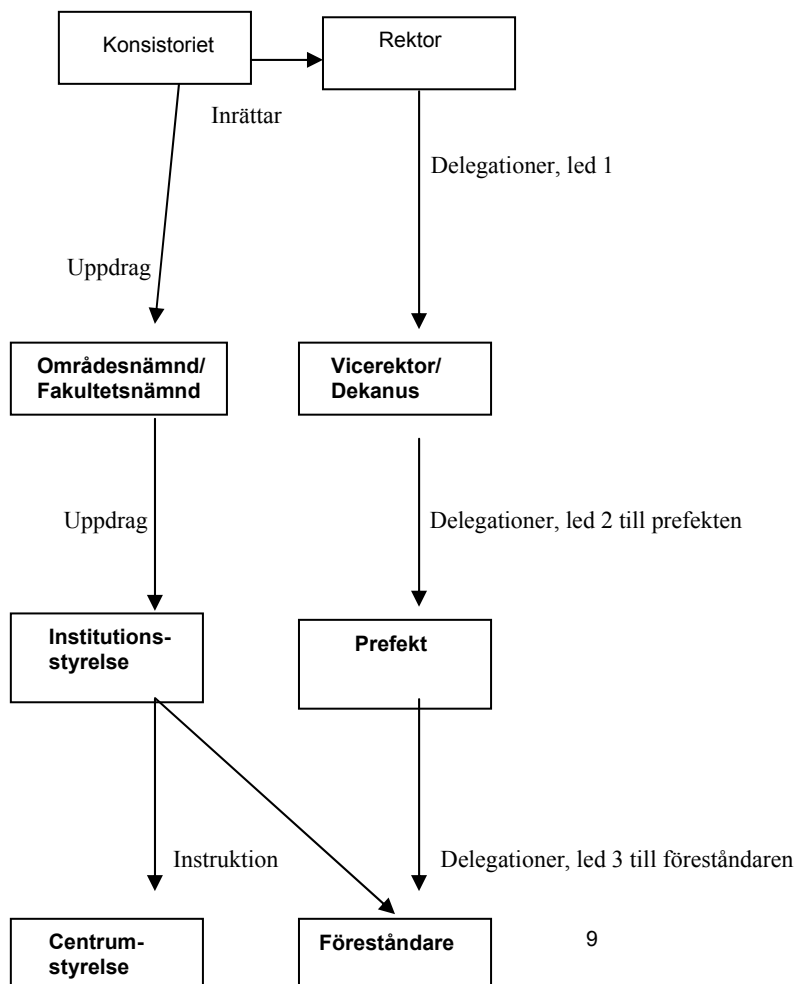 Konsistoriet
Rektor
Inrättar
Delegationer, led 1
Uppdrag
Områdesnämnd/
Fakultetsnämnd
Vicerektor/
Dekanus
Uppdrag
Delegationer, led 2 till prefekten
Institutions-
styrelse
Prefekt
Instruktion
Delegationer, led 3 till föreståndaren
Centrum-
styrelse
Föreståndare
9